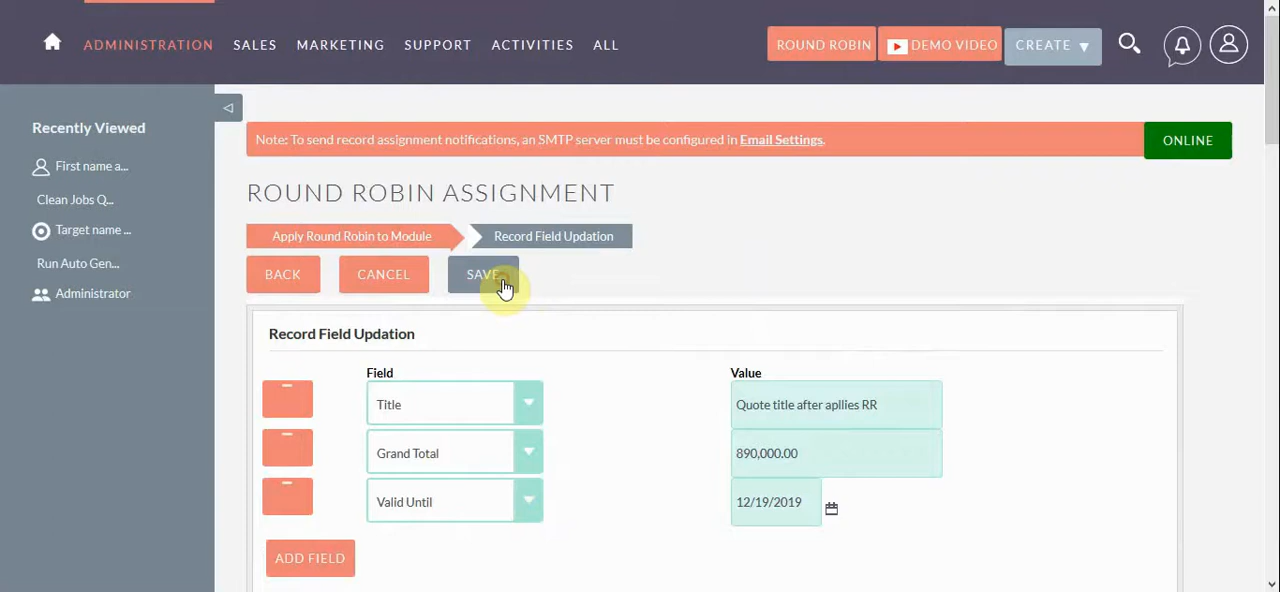 ADMINISTRATION SALES MARKETING SUPPORT ACTIVITIES ALL ROUND ROBIN DEMO VIDEO CREATE ▼
Recently Viewed
First name a...
Clean Jobs Q...
Target name ...
Run Auto Gen...
Administrator
Note: To send record assignment notifications, an SMTP server must be configured in Email Settings.
ONLINE
ROUND ROBIN ASSIGNMENT
Apply Round Robin to Module Record Field Updation
BACK CANCEL SAVE
Record Field Updation
Field Value
Title Quote title after apllies RR
Grand Total 890,000.00
Valid Until 12/19/2019
ADD FIELD